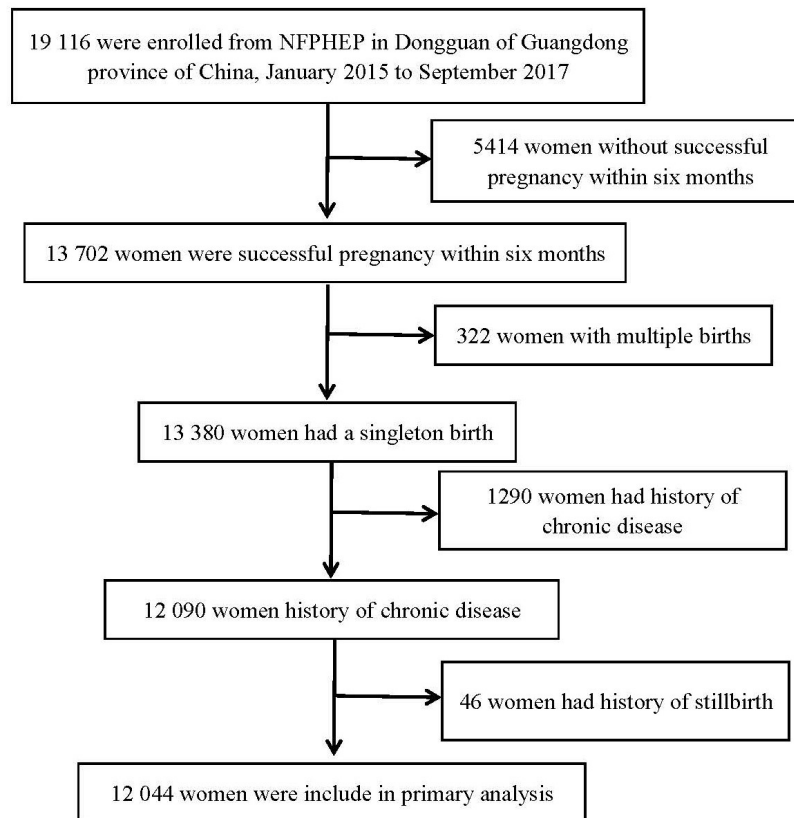 19 116 were enrolled from NFPHEP in Dongguan of Guangdong
province of China, January 2015 to September 2017
5414 women without successful
pregnancy within six months
13 702 women were successful pregnancy within six months
322 women with multiple births
13 380 women had a singleton birth
1290 women had history of
chronic disease
12 090 women history of chronic disease
46 women had history of stillbirth
12 044 women were include in primary analysis